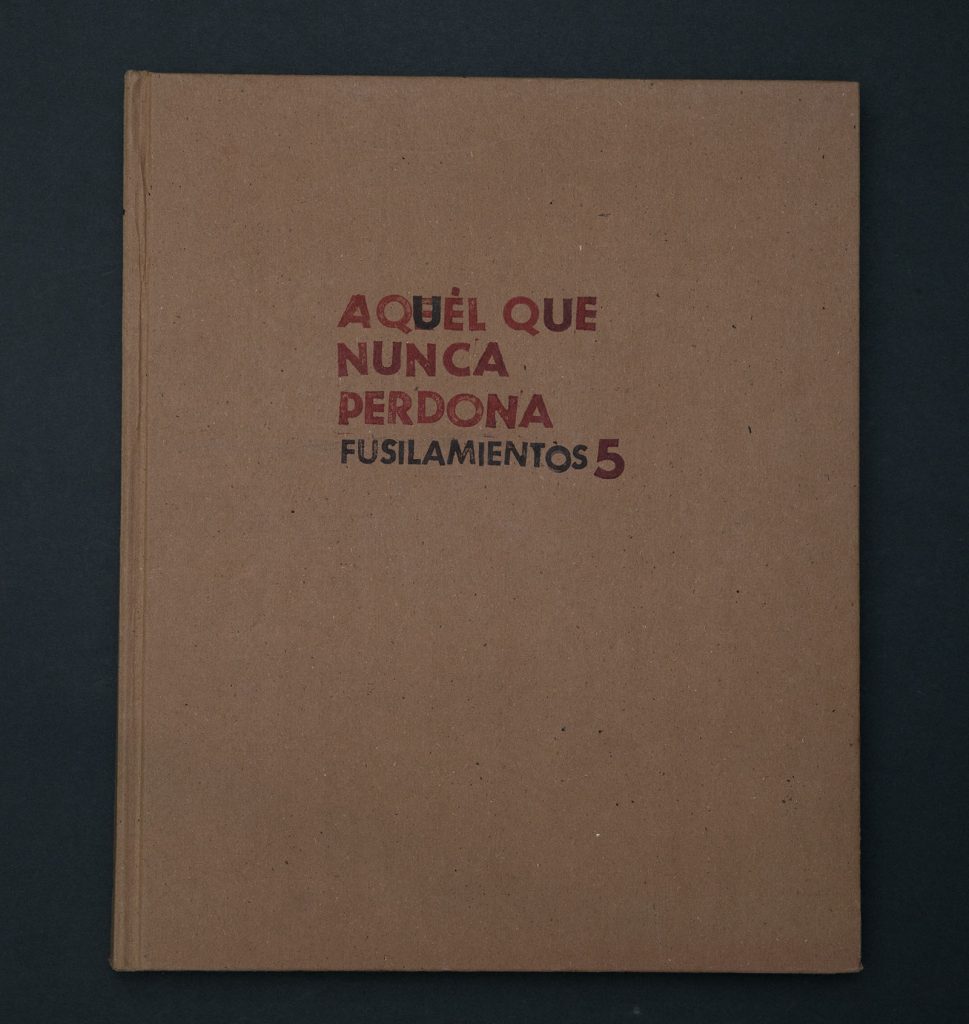 AQUÉL QUE
NUNCA
PERDONA
FUSILAMIENTOS 5